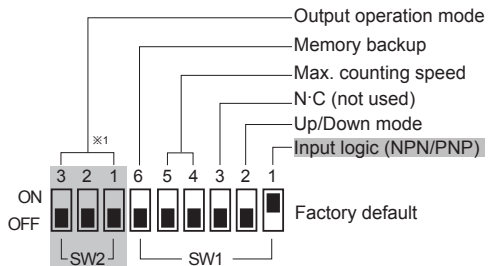 Output operation mode
Memory backup
Max. counting speed
N·C (not used)
Up/Down mode
Input logic (NPN/PNP)
※1
3 2 1 6 5 4 3 2 1
ON
OFF
Factory default
SW2 SW1